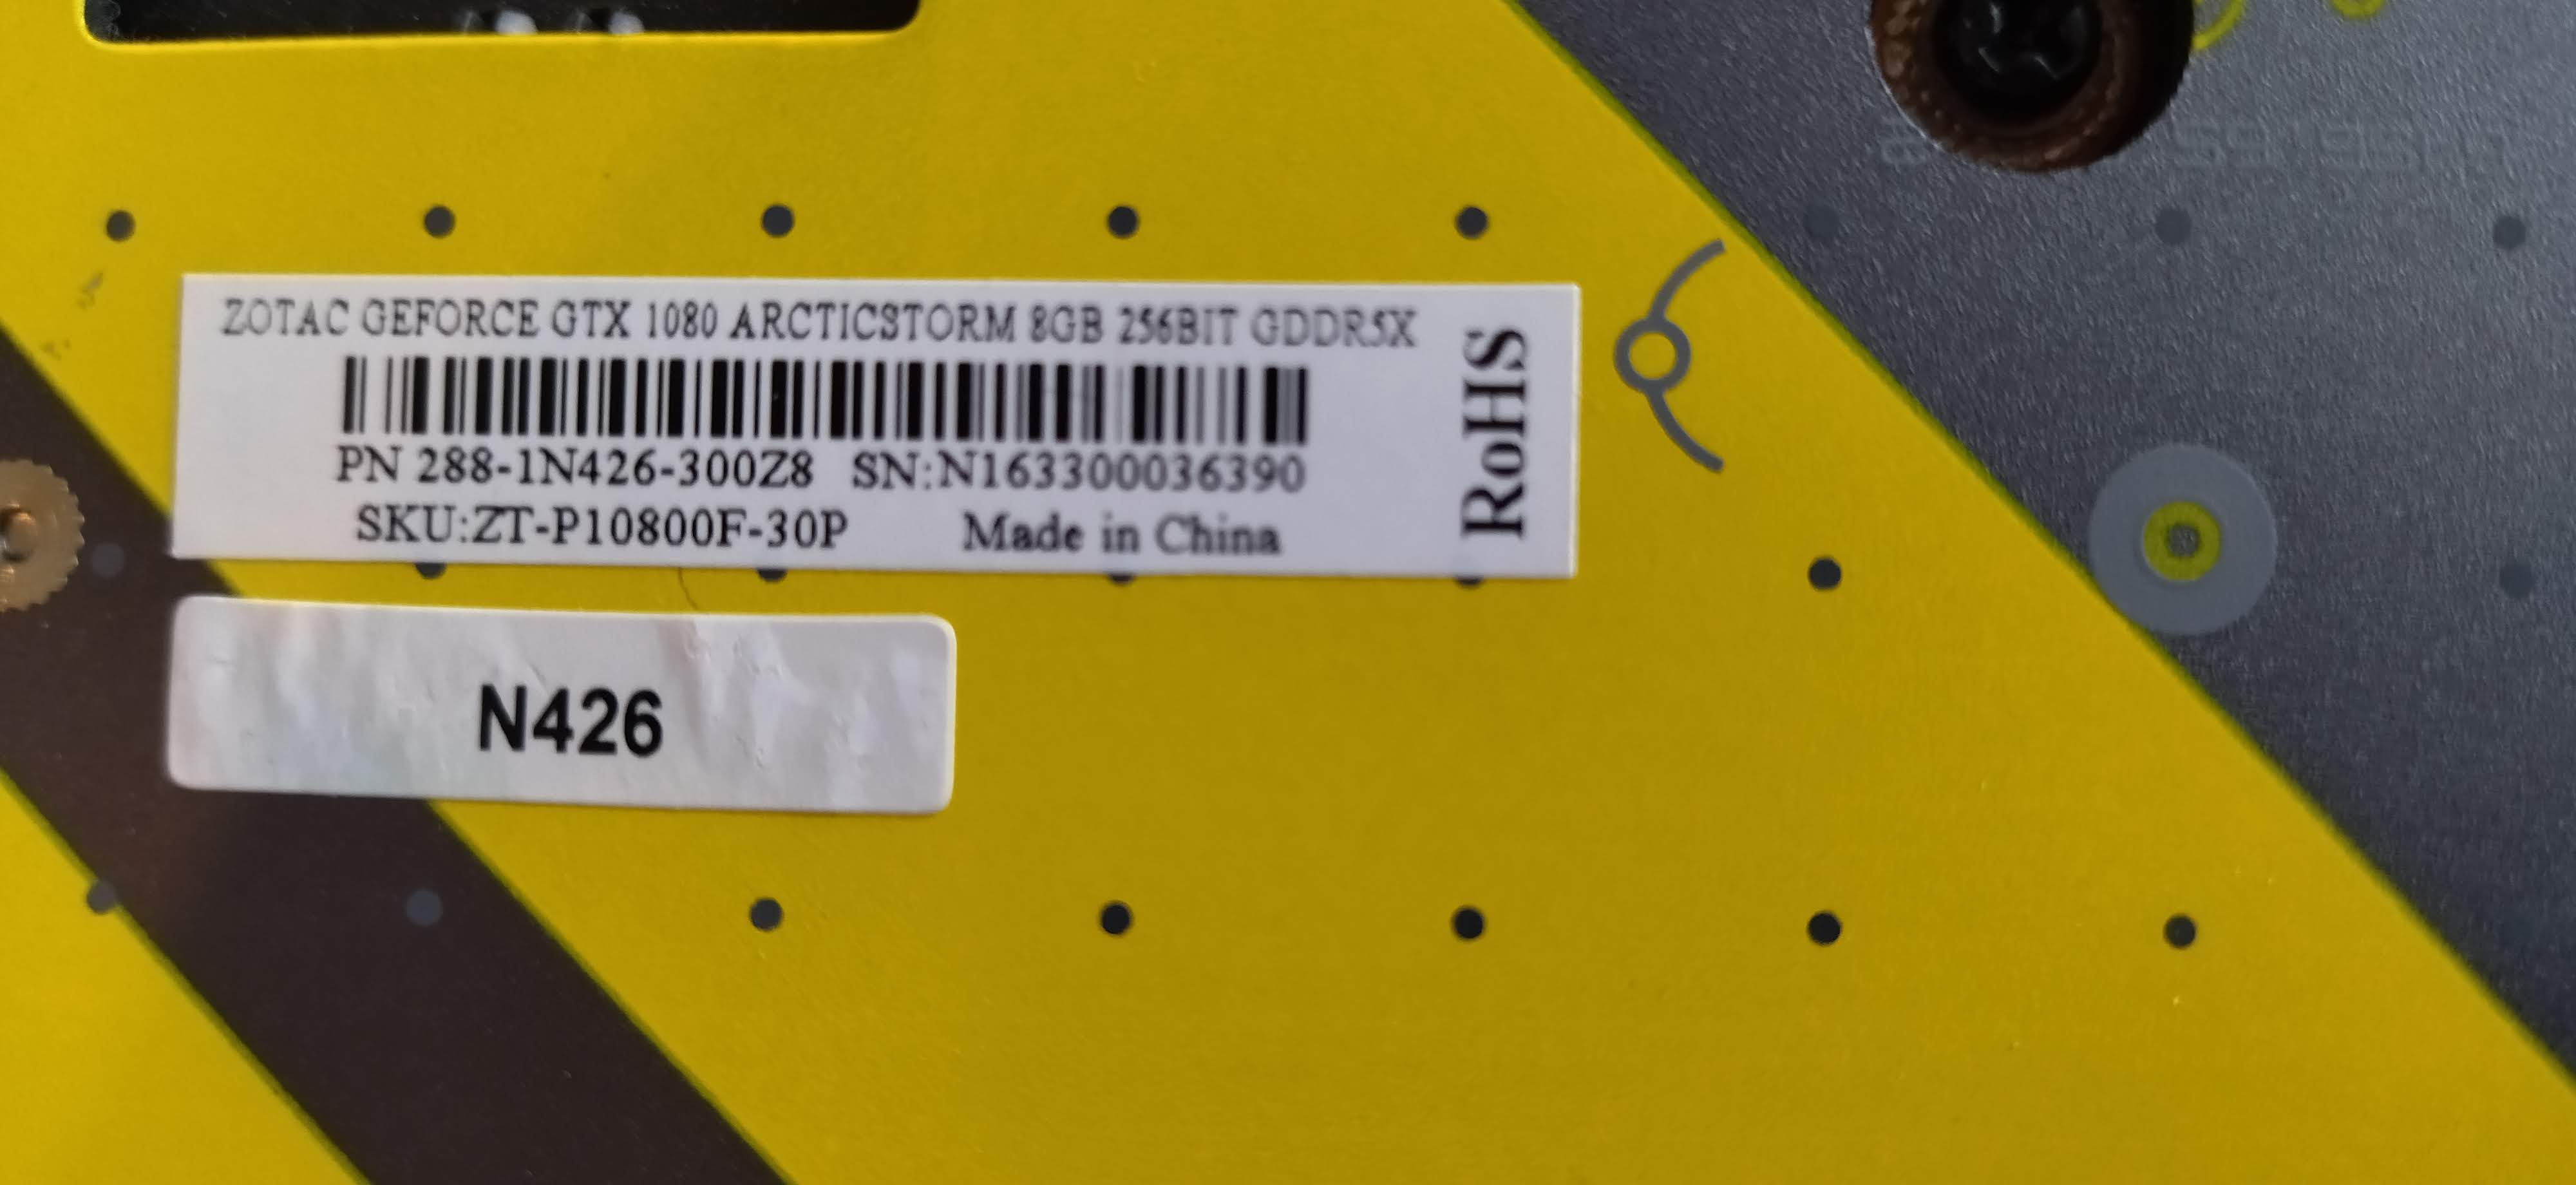 ZOTAC GEFORCE GTX 1080 ARCTICSTORM 8GB 256BIT GDDR5X
PN 288-1N426-300Z8 SN:N163300036390
SKU:ZT-P10800F-30P Made in China
RoHS
N426